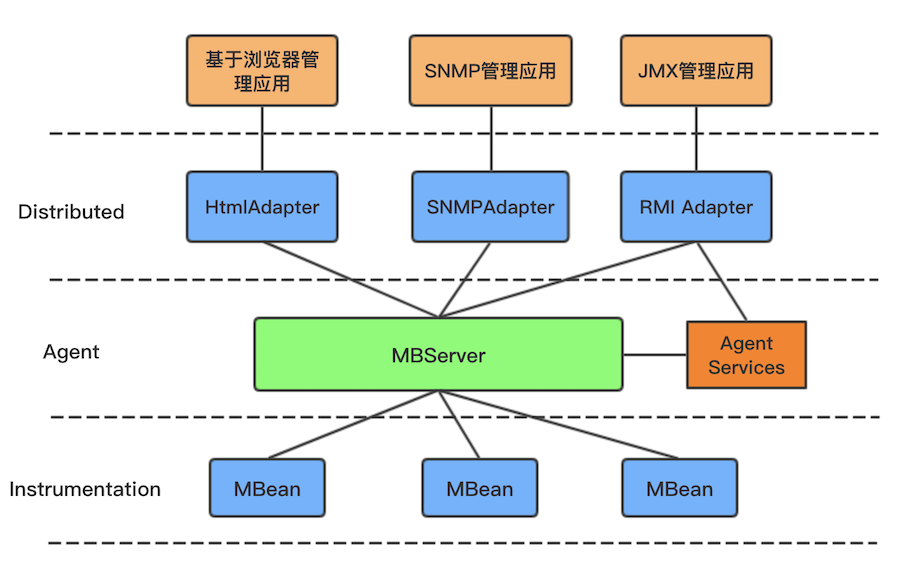 基于浏览器管
理应用
SNMP管理应用
JMX管理应用
Distributed
HtmlAdapter
SNMPAdapter
RMI Adapter
Agent
MBServer
Agent
Services
Instrumentation
MBean
MBean
MBean